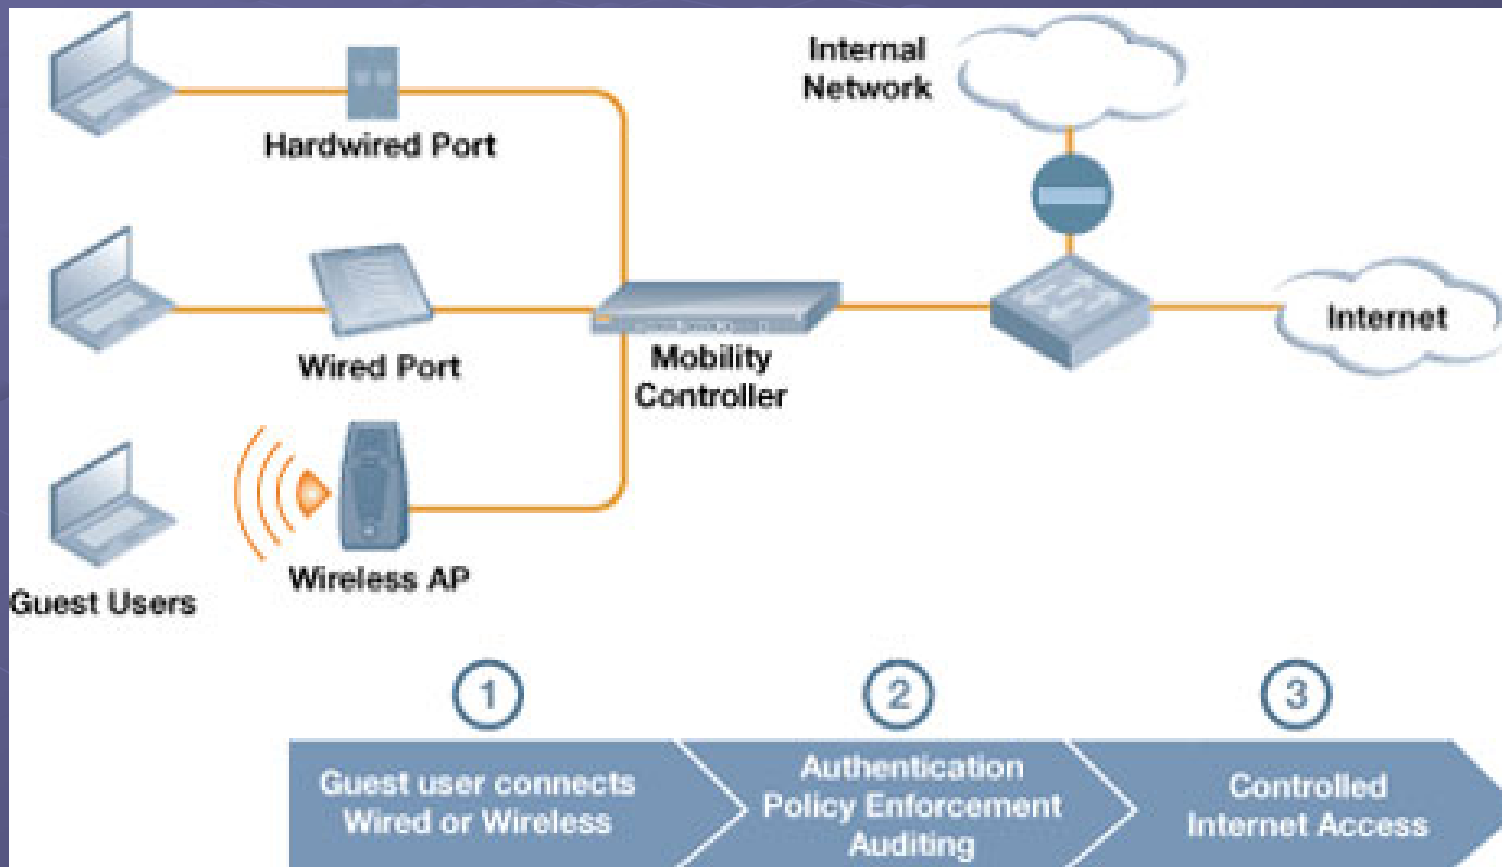 Internal
Network
Hardwired Port
Internet
Wired Port
Mobility
Controller
Wireless AP
Guest Users
1
2
3
Guest user connects
Wired or Wireless
Authentication
Policy Enforcement
Auditing
Controlled
Internet Access